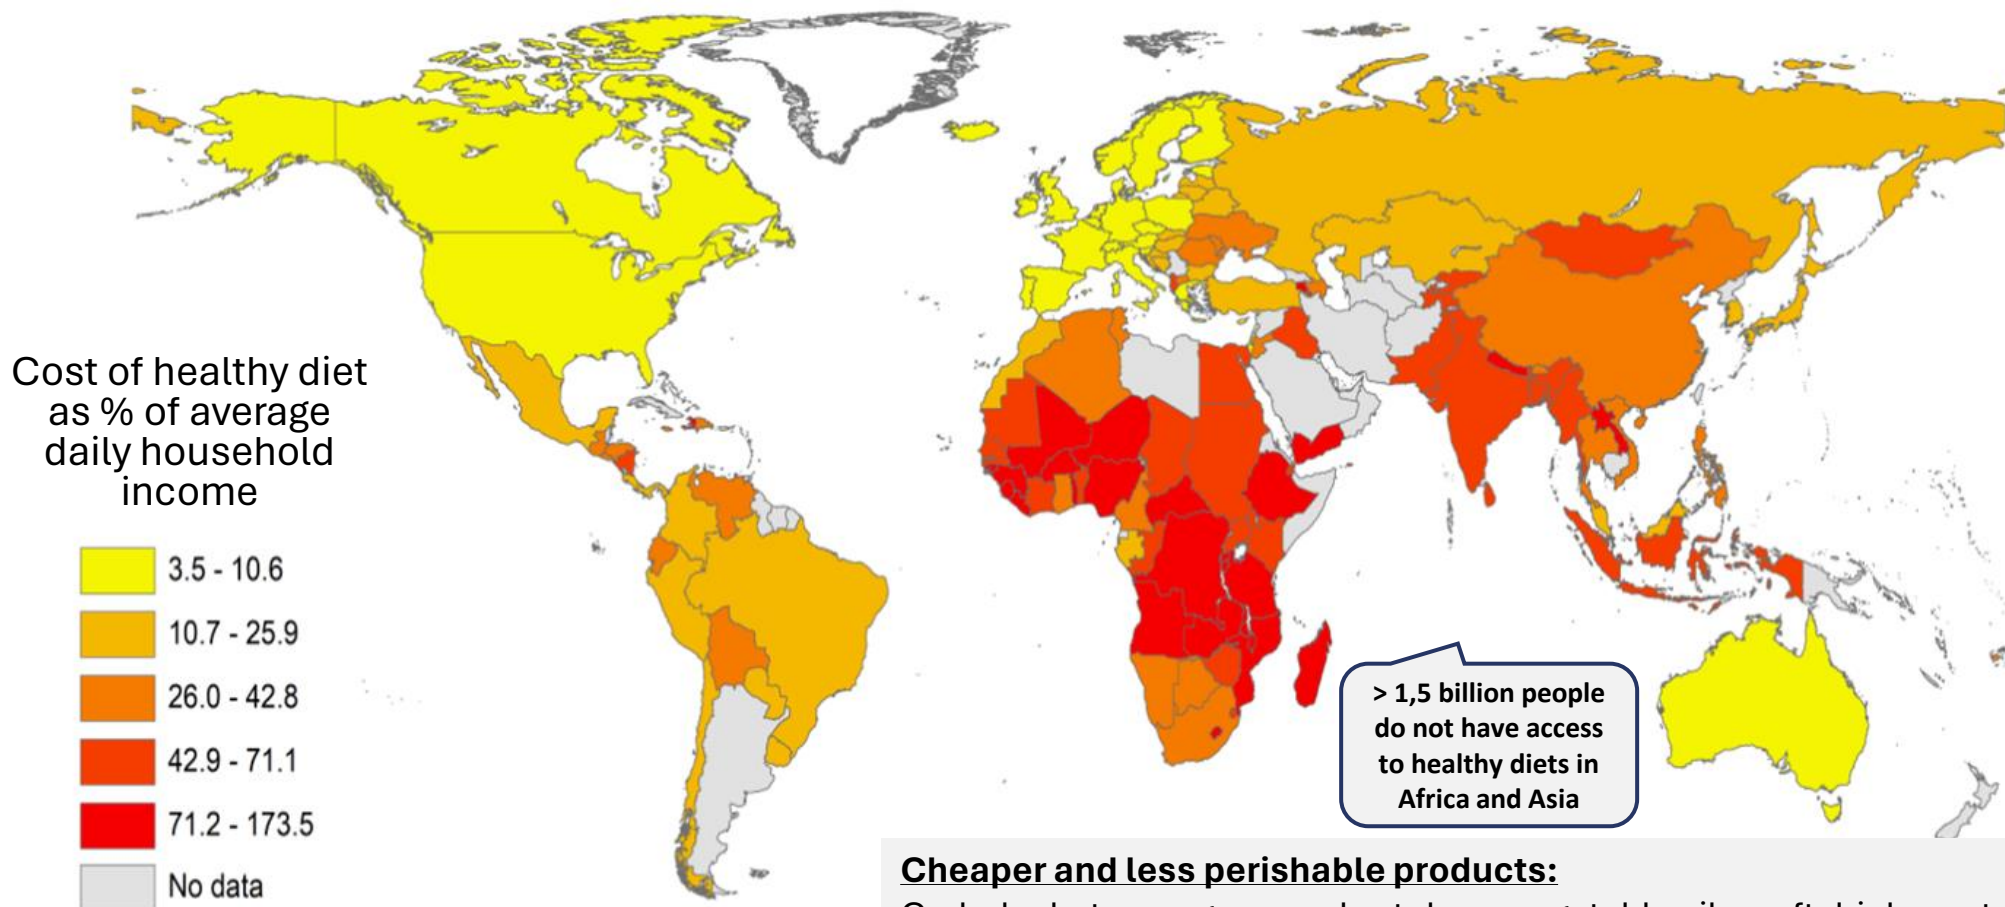 Cost of healthy diet
as % of average
daily household
income
3.5 - 10.6
10.7 - 25.9
26.0 - 42.8
42.9 - 71.1
71.2 - 173.5
No data
> 1,5 billion people
do not have access
to healthy diets in
Africa and Asia
Cheaper and less perishable products: